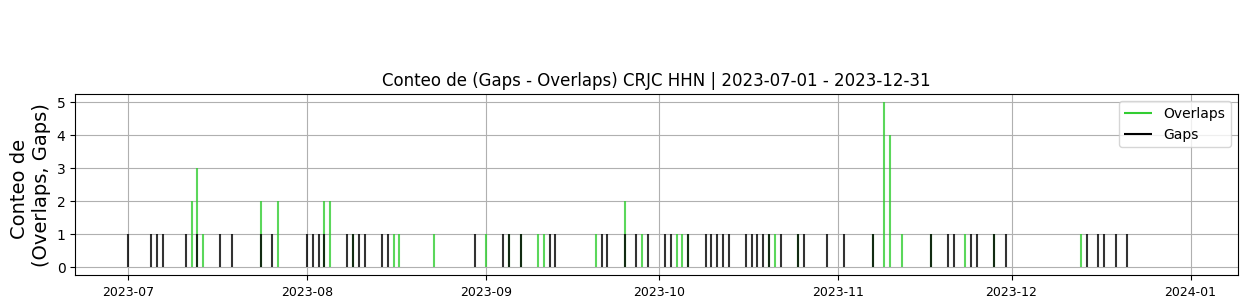 Conteo de (Gaps - Overlaps) CRJC HHN | 2023-07-01 - 2023-12-31
Conteo de
(Overlaps, Gaps)
5
4
3
2
1
0
Overlaps
Gaps
2023-07
2023-08
2023-09
2023-10
2023-11
2023-12
2024-01